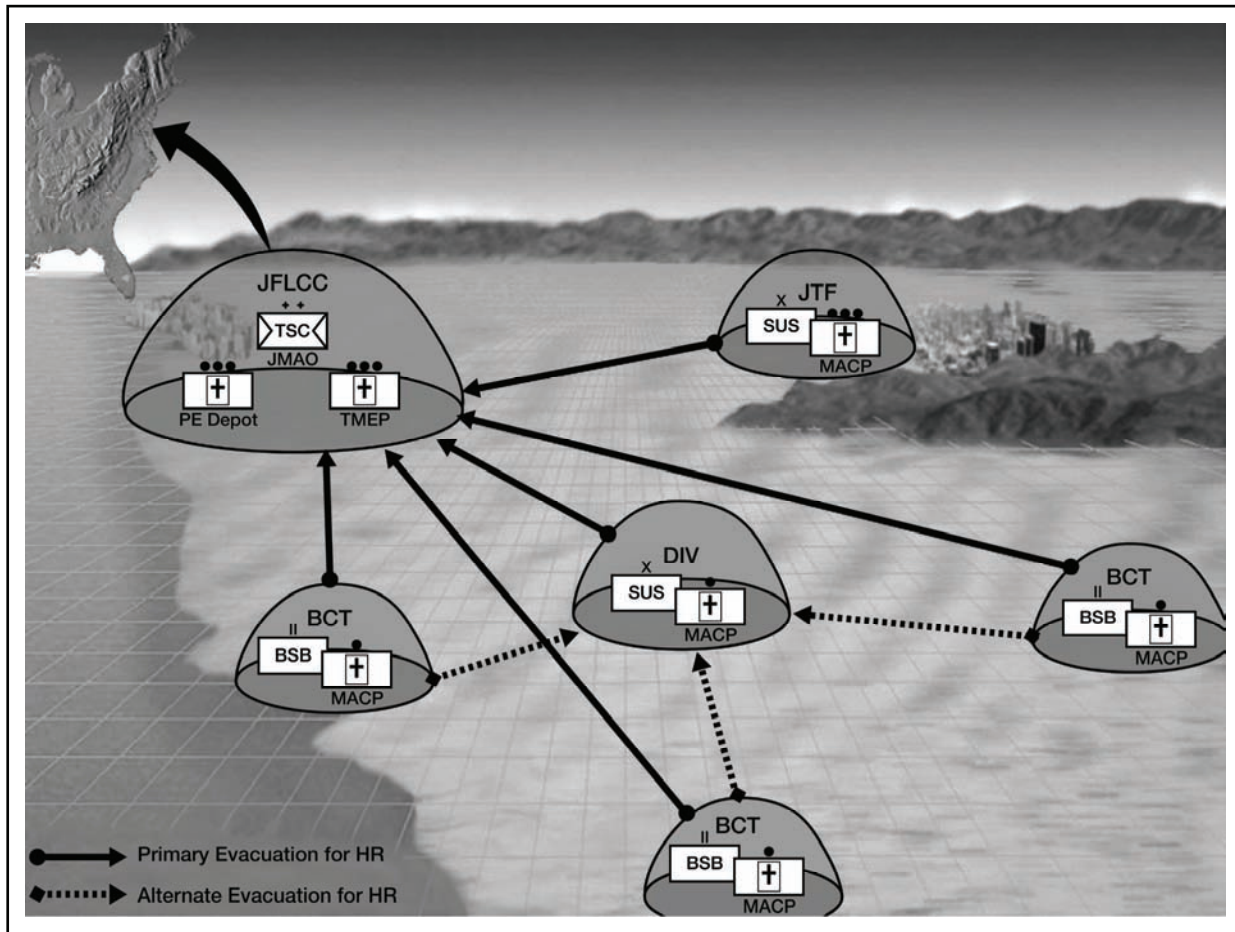 JFLCC
+ +
TSC
JMAO
PE Depot
TMEP
JTF
X
SUS
MACP
DIV
X
SUS
MACP
BCT
II
BSB
MACP
BCT
II
BSB
MACP
BCT
II
BSB
MACP
Primary Evacuation for HR
Alternate Evacuation for HR